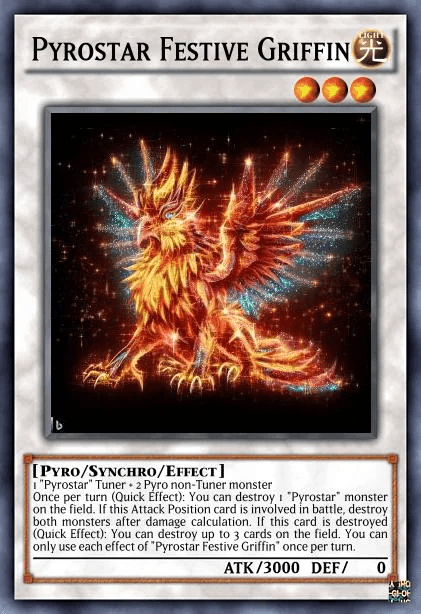 PYROSTAR FESTIVE GRIFFIN
LIGHT
光
b
[PYRO/SYNCHRO/EFFECT]
1 "Pyrostar" Tuner + 2 Pyro non-Tuner monster
Once per turn (Quick Effect): You can destroy 1 "Pyrostar" monster
on the field. If this Attack Position card is involved in battle, destroy
both monsters after damage calculation. If this card is destroyed
(Quick Effect): You can destroy up to 3 cards on the field. You can
only use each effect of "Pyrostar Festive Griffin" once per turn.
ATK/3000 DEF/ 0